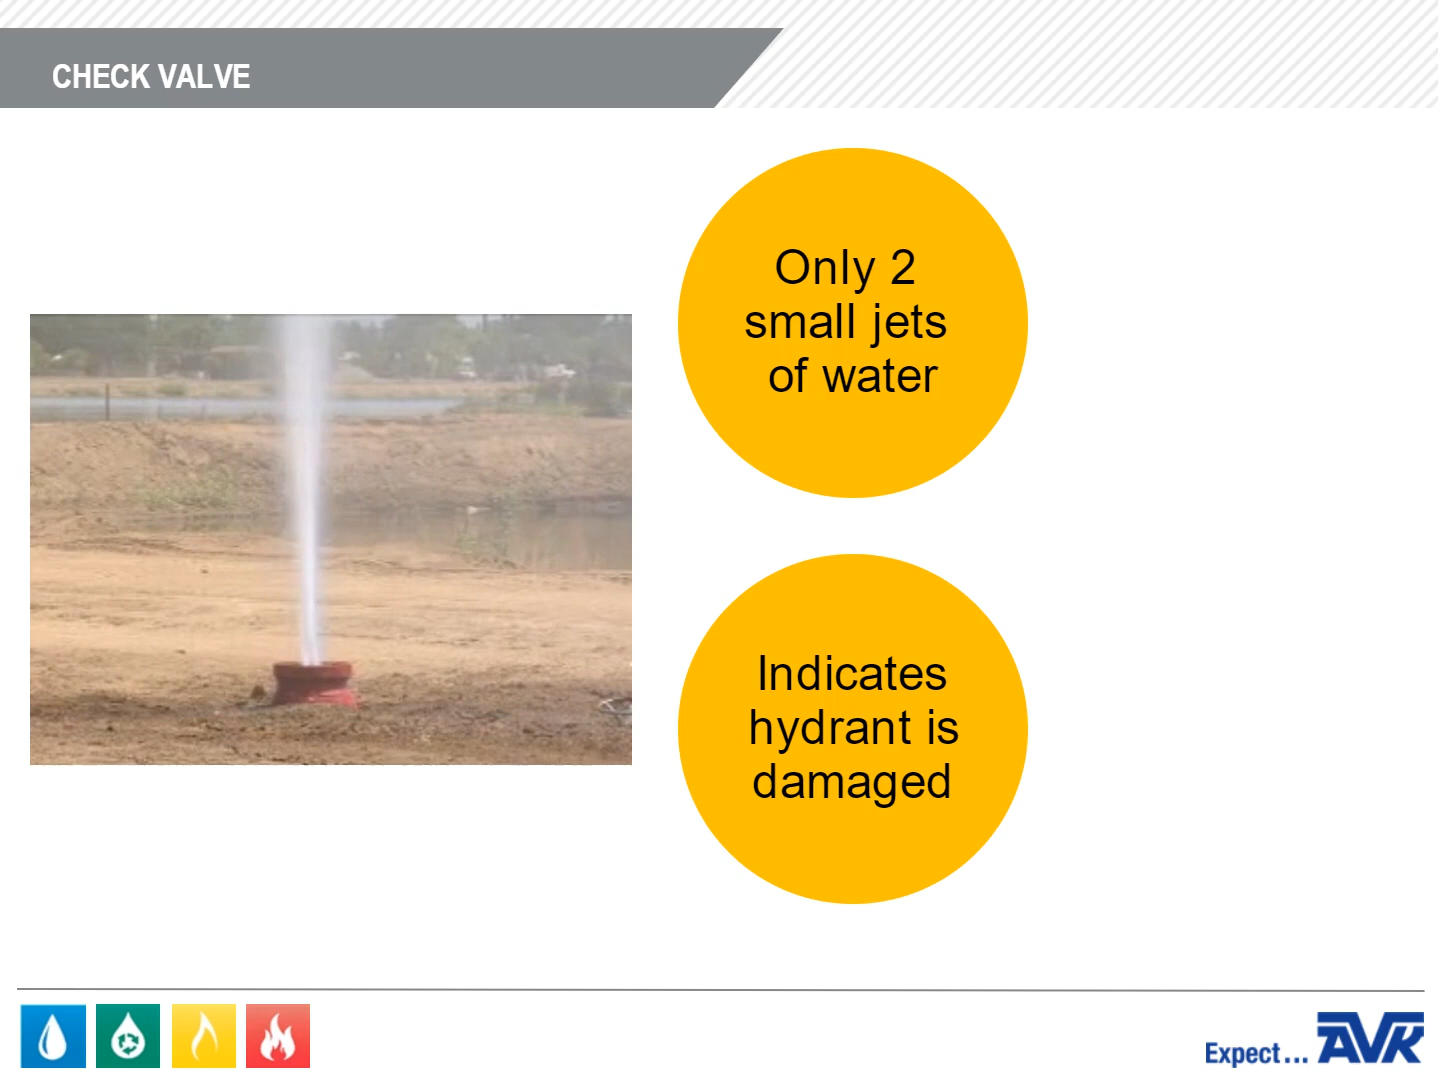 CHECK VALVE
Only 2
small jets
of water
Indicates
hydrant is
damaged
Expect... AVK